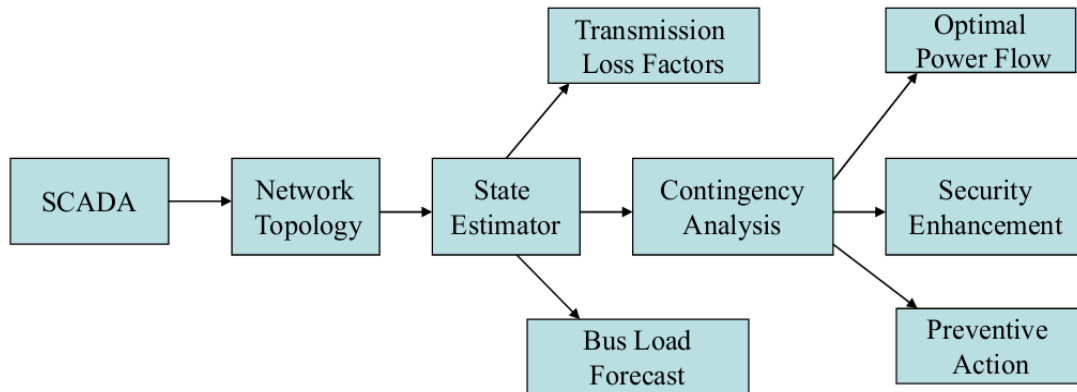 Transmission
Loss Factors
Optimal
Power Flow
SCADA
Network
Topology
State
Estimator
Contingency
Analysis
Security
Enhancement
Bus Load
Forecast
Preventive
Action